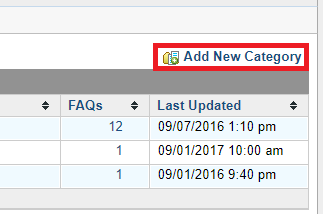 Add New Category
FAQs Last Updated
12 09/07/2016 1:10 pm
1 09/01/2017 10:00 am
1 09/01/2016 9:40 pm